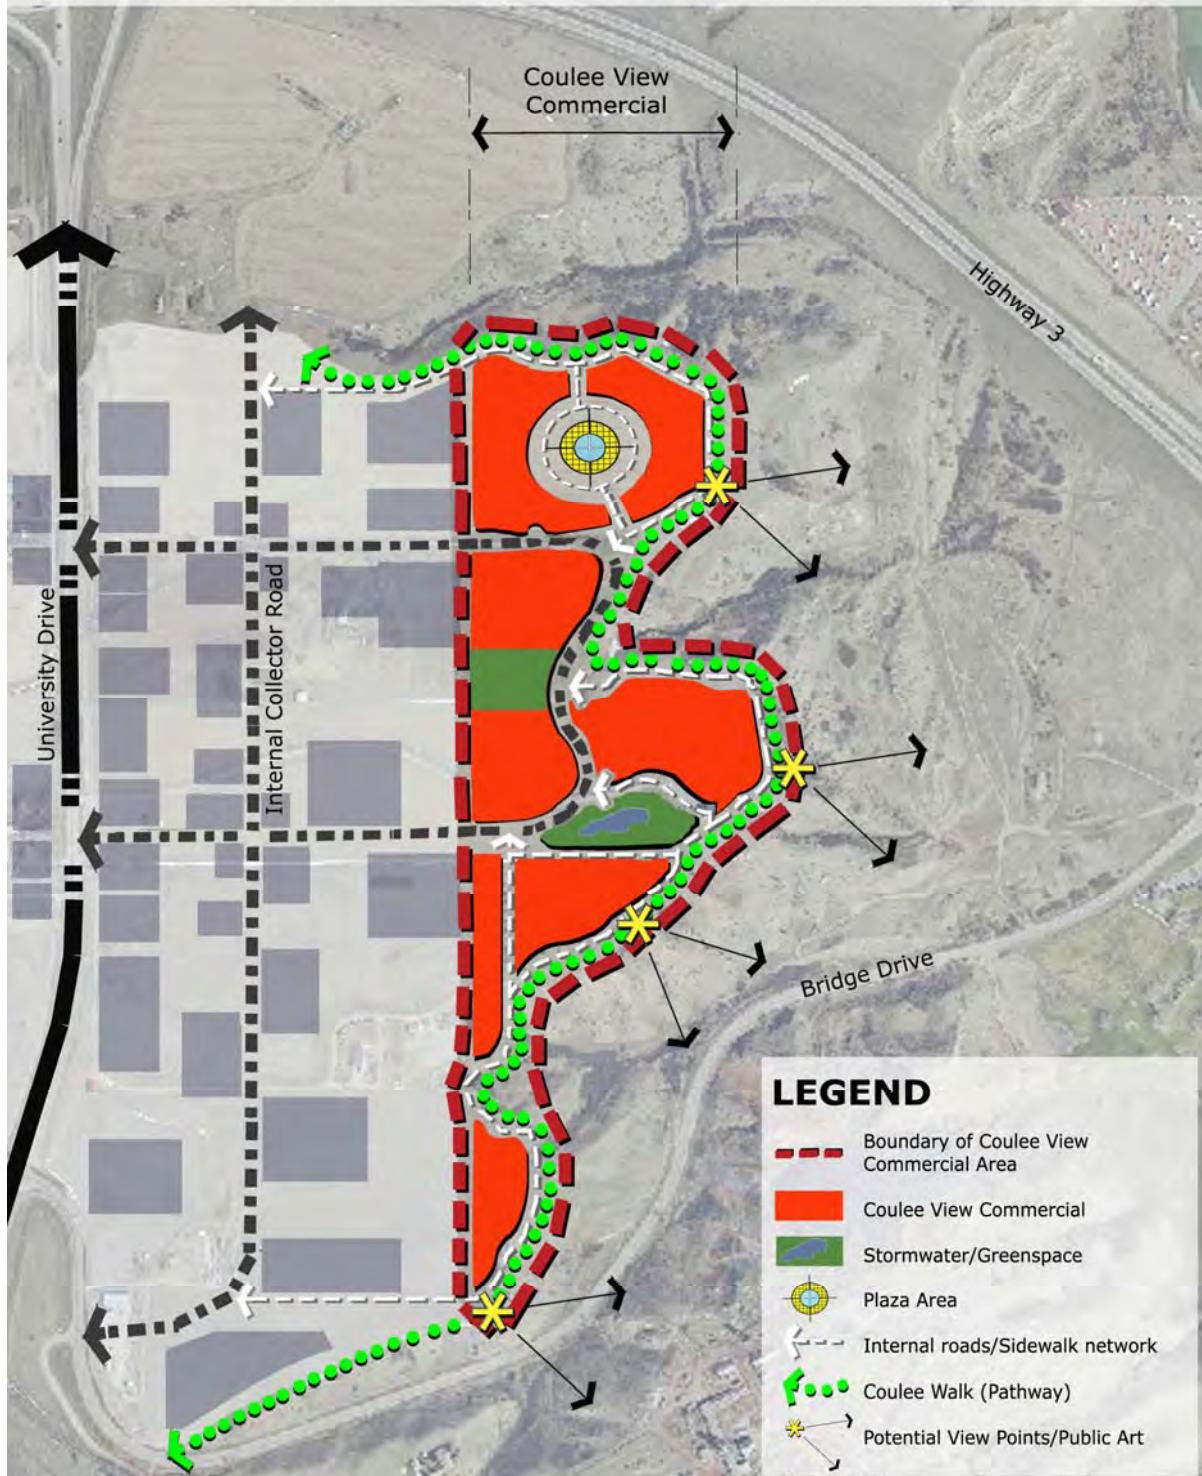 Coulee View
Commercial
Highway 3
University Drive
Internal Collector Road
Bridge Drive
LEGEND
Boundary of Coulee View
Commercial Area
Coulee View Commercial
Stormwater/Greenspace
Plaza Area
Internal roads/Sidewalk network
Coulee Walk (Pathway)
Potential View Points/Public Art